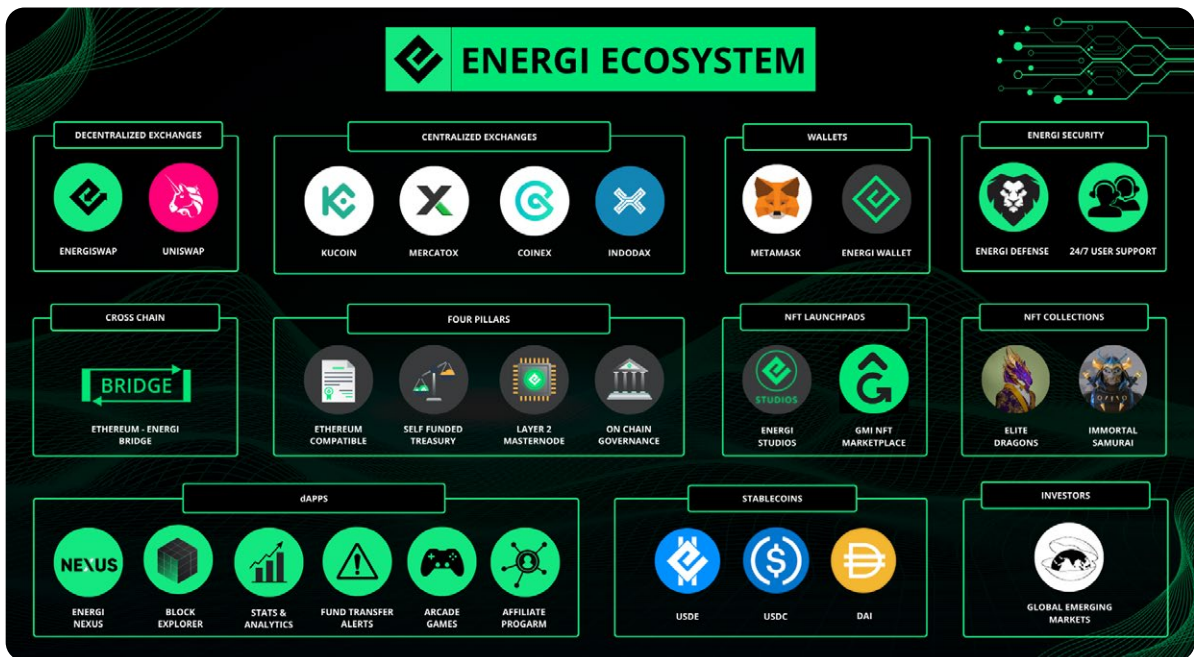 ENERGI ECOSYSTEM
DECENTRALIZED EXCHANGES
ENERGISWAP
UNISWAP
CENTRALIZED EXCHANGES
KUCOIN
MERCATOX
COINEX
INDODAX
WALLETS
METAMASK
ENERGI WALLET
ENERGI SECURITY
ENERGI DEFENSE
24/7 USER SUPPORT
CROSS CHAIN
BRIDGE
ETHEREUM - ENERGI
BRIDGE
FOUR PILLARS
ETHEREUM
COMPATIBLE
SELF FUNDED
TREASURY
LAYER 2
MASTERNODE
ON CHAIN
GOVERNANCE
NFT LAUNCHPADS
STUDIOS
ENERGI
STUDIOS
GMI NFT
MARKETPLACE
NFT COLLECTIONS
ELITE
DRAGONS
IMMORTAL
SAMURAI
dAPPS
NEXUS
ENERGI
NEXUS
BLOCK
EXPLORER
STATS &
ANALYTICS
FUND TRANSFER
ALERTS
ARCADE
GAMES
AFFILIATE
PROGARM
STABLECOINS
USDE
USDC
DAI
INVESTORS
GLOBAL EMERGING
MARKETS